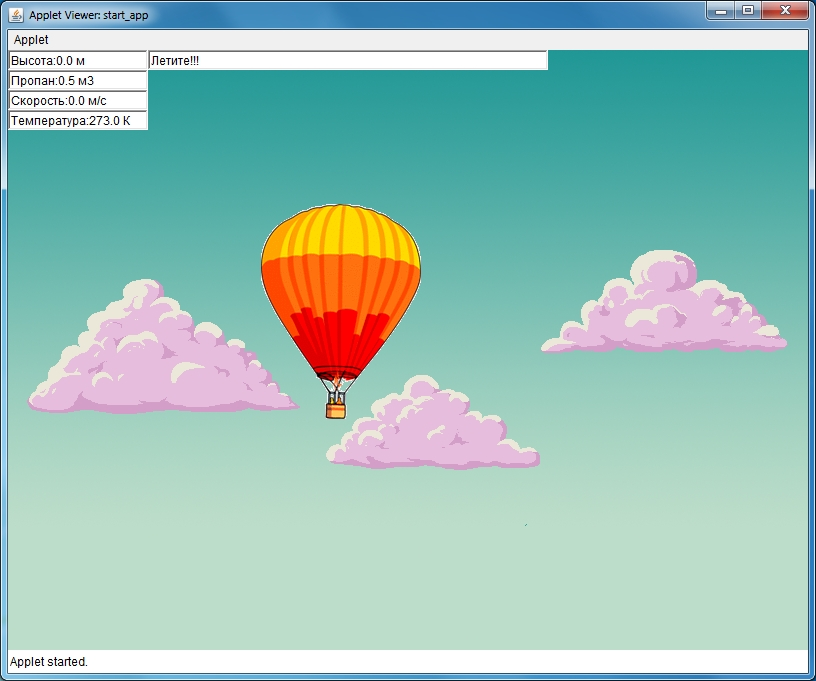 Applet Viewer: start_app
Applet
Высота:0.0 м
Летите!!!
Пропан:0.5 м3
Скорость:0.0 м/с
Температура:273.0 К
Applet started.